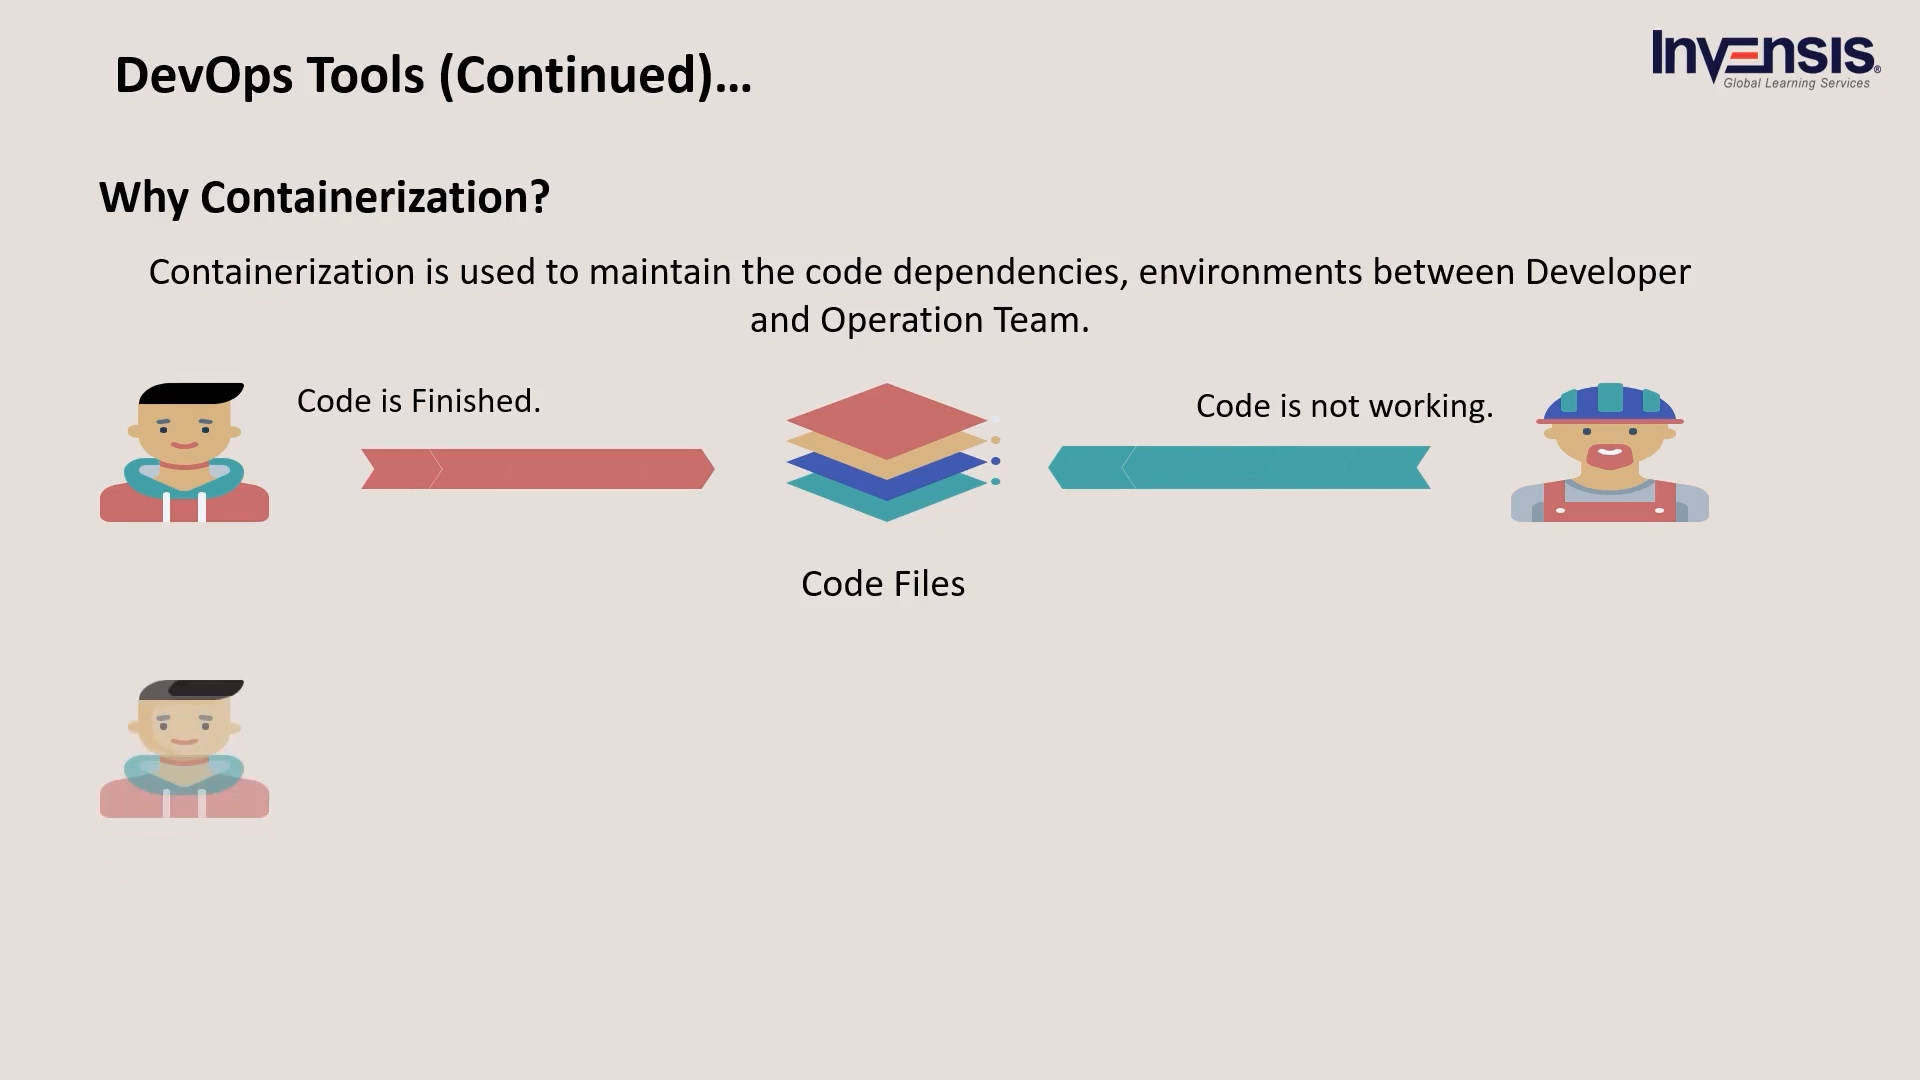 DevOps Tools (Continued)...
Invensis®
Global Learning Services
Why Containerization?
Containerization is used to maintain the code dependencies, environments between Developer
and Operation Team.
Code is Finished.
Code is not working.
Code Files